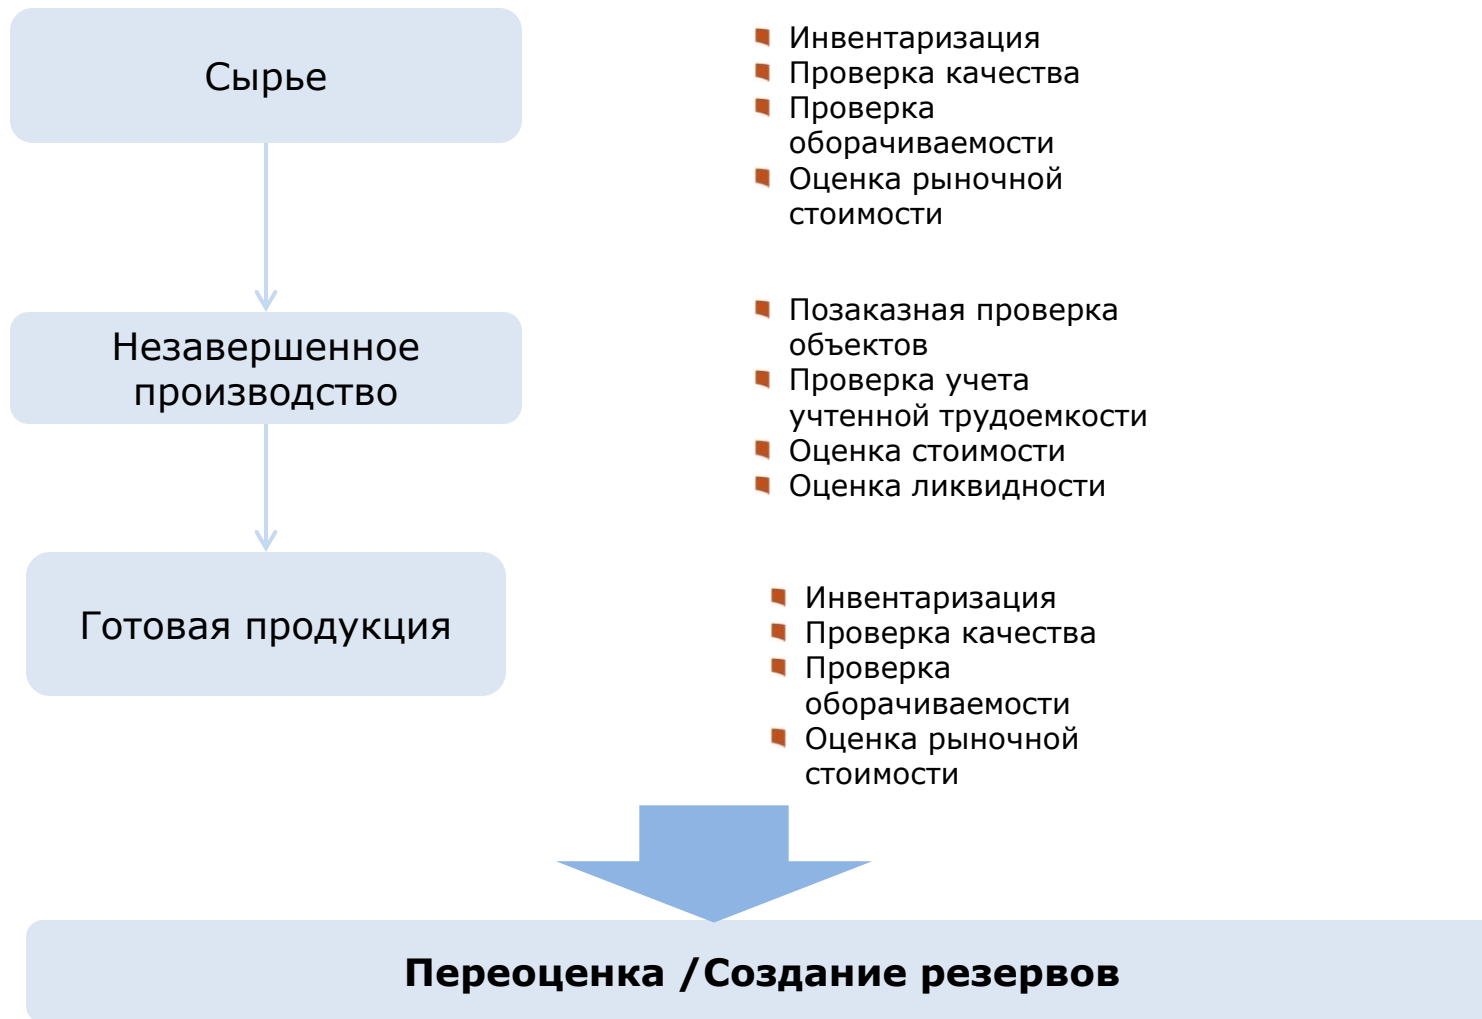 Сырье
Инвентаризация
Проверка качества
Проверка
оборачиваемости
Оценка рыночной
стоимости
Незавершенное
производство
Позаказная проверка
объектов
Проверка учета
учтенной трудоемкости
Оценка стоимости
Оценка ликвидности
Готовая продукция
Инвентаризация
Проверка качества
Проверка
оборачиваемости
Оценка рыночной
стоимости
Переоценка /Создание резервов